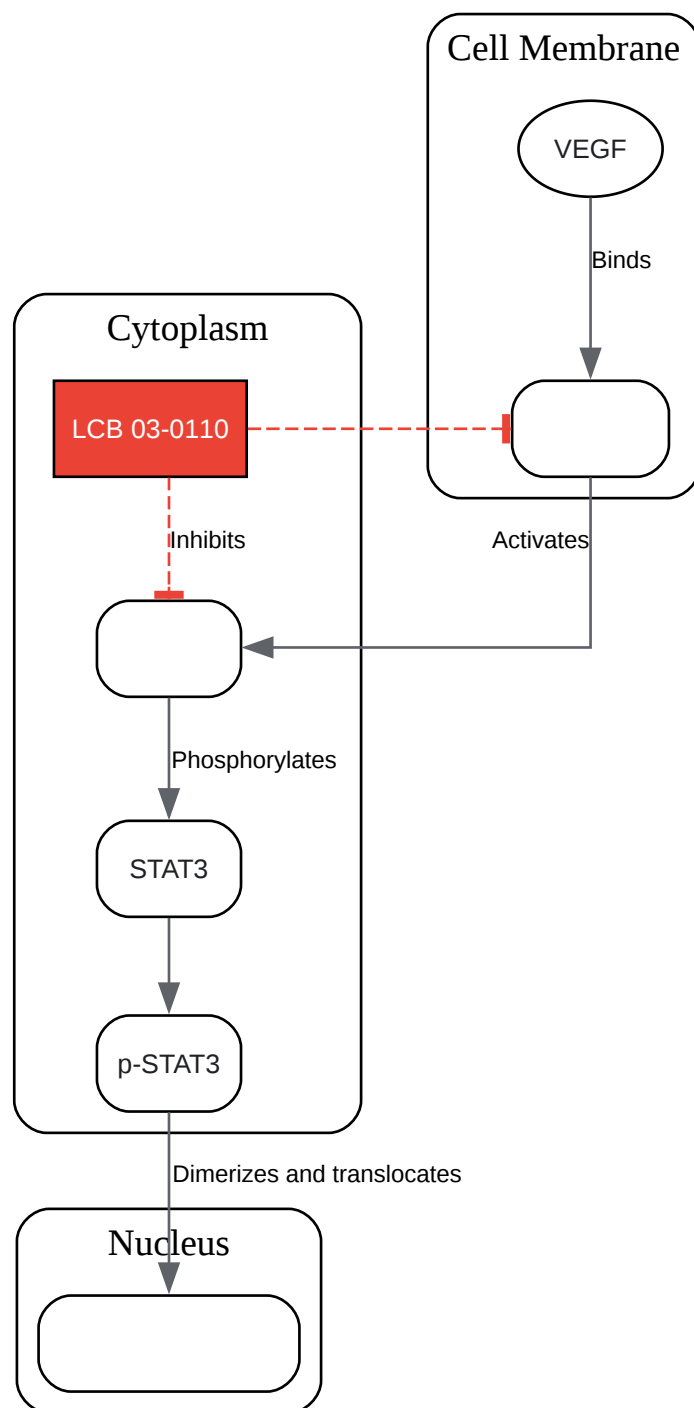 Cell Membrane
VEGF
Binds
Cytoplasm
LCB 03-0110
Inhibits
Activates
Phosphorylates
STAT3
p-STAT3
Dimerizes and translocates
Nucleus